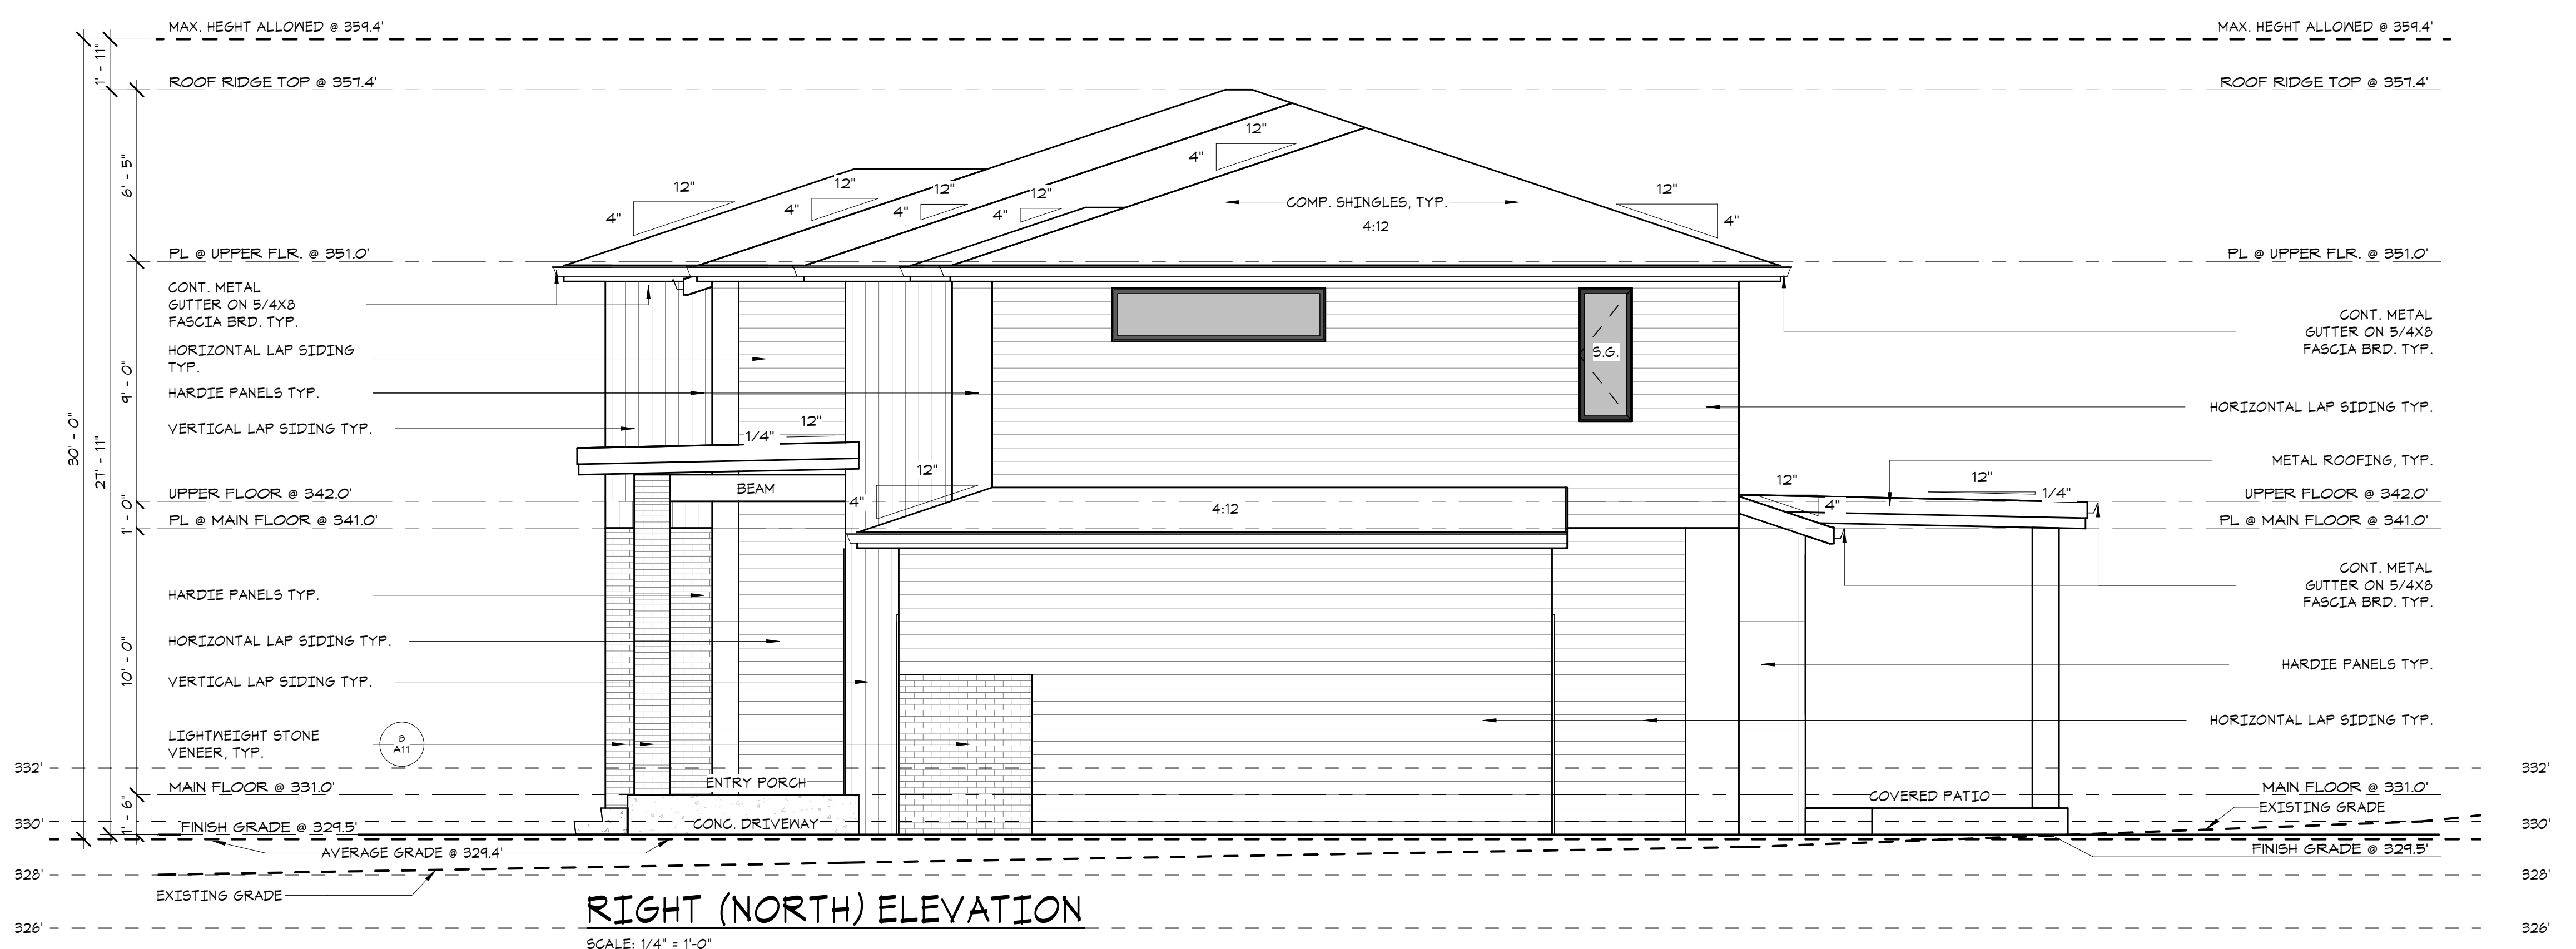 MAX. HEGHT ALLOWED @ 359.4'
MAX. HEGHT ALLOWED @ 359.4'
1' - 11"
ROOF RIDGE TOP @ 357.4'
ROOF RIDGE TOP @ 357.4'
12"
4"
12"
4"
12"
4"
12"
4"
12"
4"
12"
4"
6' - 5"
COMP. SHINGLES, TYP.
4:12
PL @ UPPER FLR. @ 351.0'
PL @ UPPER FLR. @ 351.0'
CONT. METAL
GUTTER ON 5/4X8
FASCIA BRD. TYP.
CONT. METAL
GUTTER ON 5/4X8
FASCIA BRD. TYP.
HORIZONTAL LAP SIDING
TYP.
S.G.
9' - 0"
HARDIE PANELS TYP.
HORIZONTAL LAP SIDING TYP.
VERTICAL LAP SIDING TYP.
12"
1/4"
30' - 0"
27' - 11"
METAL ROOFING, TYP.
12"
4"
12"
4"
12"
1/4"
BEAM
UPPER FLOOR @ 342.0'
UPPER FLOOR @ 342.0'
1' - 0"
4:12
PL @ MAIN FLOOR @ 341.0'
PL @ MAIN FLOOR @ 341.0'
CONT. METAL
GUTTER ON 5/4X8
FASCIA BRD. TYP.
HARDIE PANELS TYP.
HORIZONTAL LAP SIDING TYP.
10' - 0"
HARDIE PANELS TYP.
VERTICAL LAP SIDING TYP.
HORIZONTAL LAP SIDING TYP.
LIGHTWEIGHT STONE
VENEER, TYP.
8
A11
332'
332'
ENTRY PORCH
MAIN FLOOR @ 331.0'
MAIN FLOOR @ 331.0'
COVERED PATIO
EXISTING GRADE
1' - 6"
330'
FINISH GRADE @ 329.5'
CONC. DRIVEWAY
330'
AVERAGE GRADE @ 329.4'
FINISH GRADE @ 329.5'
328'
328'
EXISTING GRADE
RIGHT (NORTH) ELEVATION
326'
326'
SCALE: 1/4" = 1'-0"